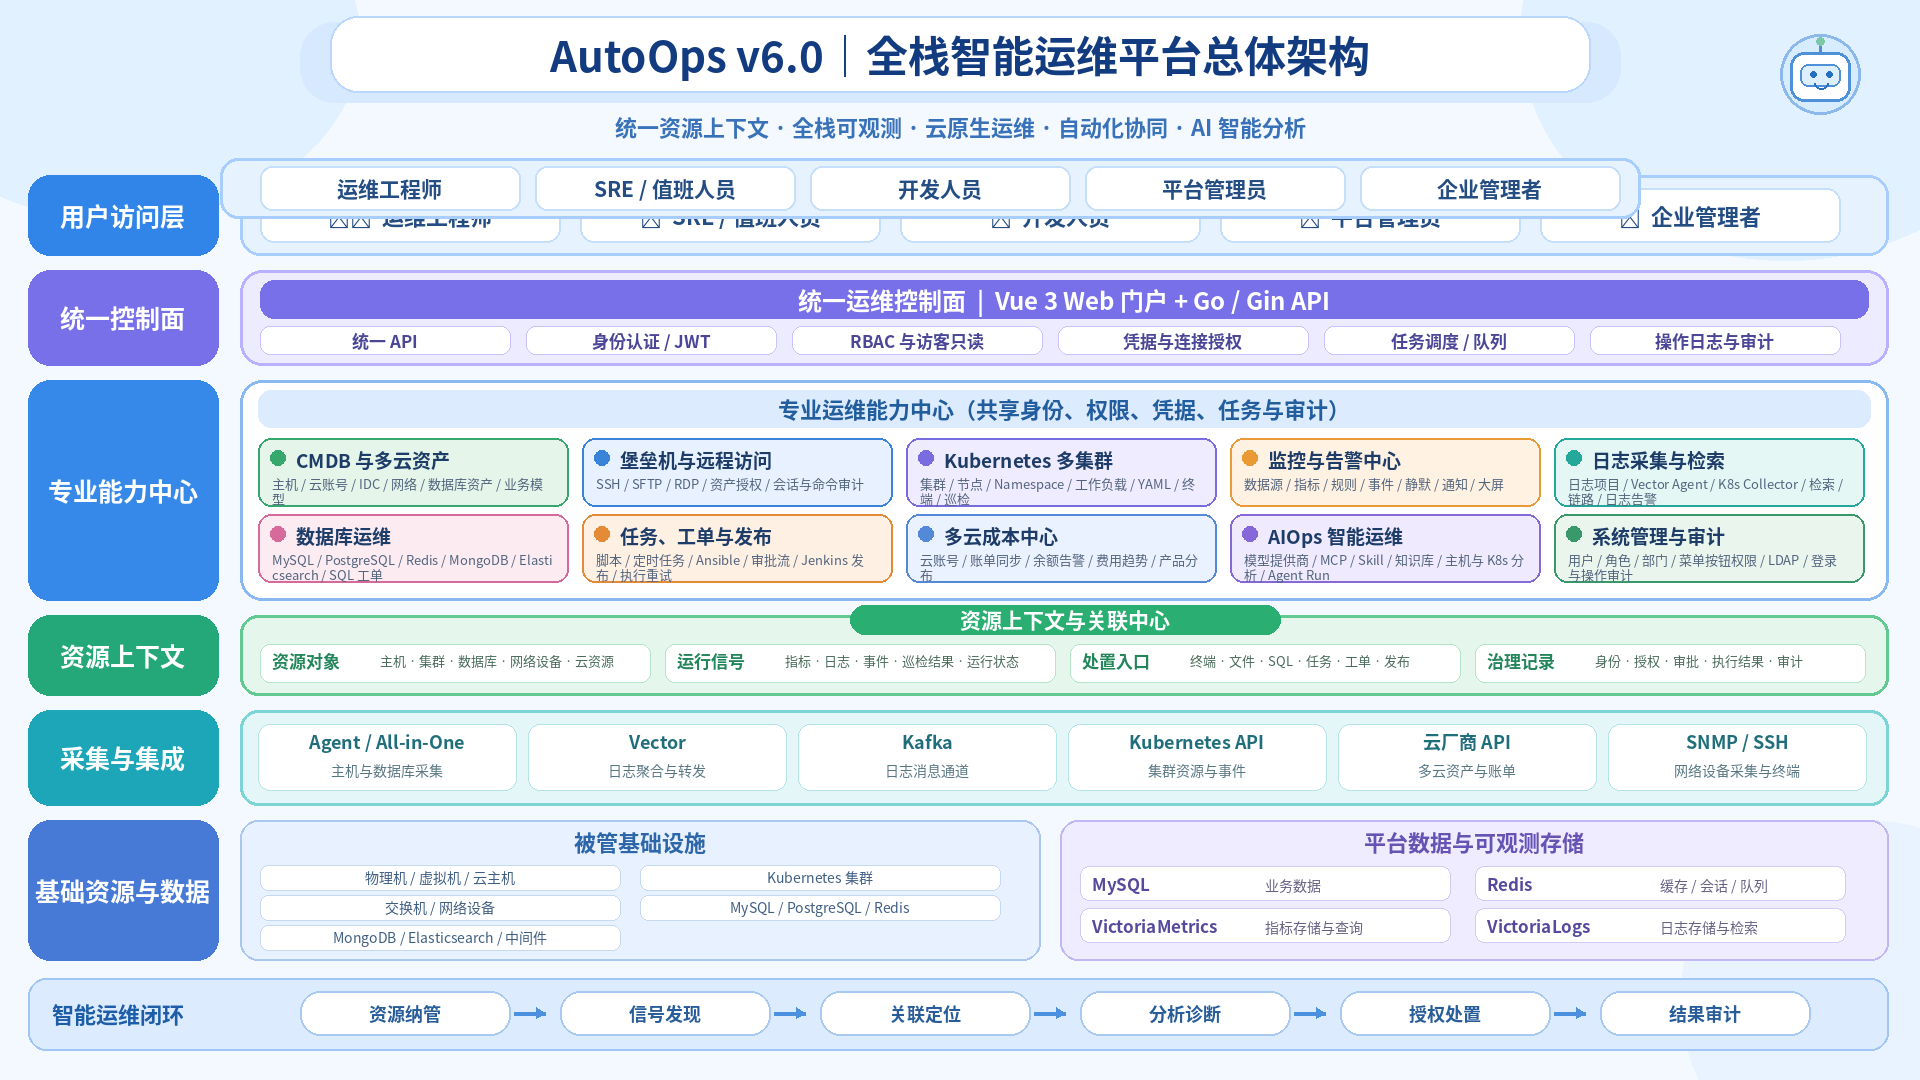 AutoOps v6.0｜全栈智能运维平台总体架构
统一资源上下文 · 全栈可观测 · 云原生运维 · 自动化协同 · AI 智能分析
用户访问层
运维工程师
SRE / 值班人员
开发人员
平台管理员
企业管理者
运维工程师
SRE / 值班人员
开发人员
平台管理员
企业管理者
统一控制面
统一运维控制面｜Vue 3 Web 门户 + Go / Gin API
统一 API
身份认证 / JWT
RBAC 与访客只读
凭据与连接授权
任务调度 / 队列
操作日志与审计
专业能力中心
专业运维能力中心（共享身份、权限、凭据、任务与审计）
CMDB 与多云资产
主机 / 云账号 / IDC / 网络 / 数据库资产 / 业务模
型
堡垒机与远程访问
SSH / SFTP / RDP / 资产授权 / 会话与命令审计
Kubernetes 多集群
集群 / 节点 / Namespace / 工作负载 / YAML / 终
端 / 巡检
监控与告警中心
数据源 / 指标 / 规则 / 事件 / 静默 / 通知 / 大屏
日志采集与检索
日志项目 / Vector Agent / K8s Collector / 检索 /
链路 / 日志告警
数据库运维
MySQL / PostgreSQL / Redis / MongoDB / Elasti
csearch / SQL 工单
任务、工单与发布
脚本 / 定时任务 / Ansible / 审批流 / Jenkins 发
布 / 执行重试
多云成本中心
云账号 / 账单同步 / 余额告警 / 费用趋势 / 产品分
布
AIOps 智能运维
模型提供商 / MCP / Skill / 知识库 / 主机与 K8s 分
析 / Agent Run
系统管理与审计
用户 / 角色 / 部门 / 菜单按钮权限 / LDAP / 登录
与操作审计
资源上下文
资源上下文与关联中心
资源对象 主机 · 集群 · 数据库 · 网络设备 · 云资源
运行信号 指标 · 日志 · 事件 · 巡检结果 · 运行状态
处置入口 终端 · 文件 · SQL · 任务 · 工单 · 发布
治理记录 身份 · 授权 · 审批 · 执行结果 · 审计
采集与集成
Agent / All-in-One
主机与数据库采集
Vector
日志聚合与转发
Kafka
日志消息通道
Kubernetes API
集群资源与事件
云厂商 API
多云资产与账单
SNMP / SSH
网络设备采集与终端
基础资源与数据
被管基础设施
物理机 / 虚拟机 / 云主机
Kubernetes 集群
交换机 / 网络设备
MySQL / PostgreSQL / Redis
MongoDB / Elasticsearch / 中间件
平台数据与可观测存储
MySQL 业务数据
Redis 缓存 / 会话 / 队列
VictoriaMetrics 指标存储与查询
VictoriaLogs 日志存储与检索
智能运维闭环
资源纳管
信号发现
关联定位
分析诊断
授权处置
结果审计